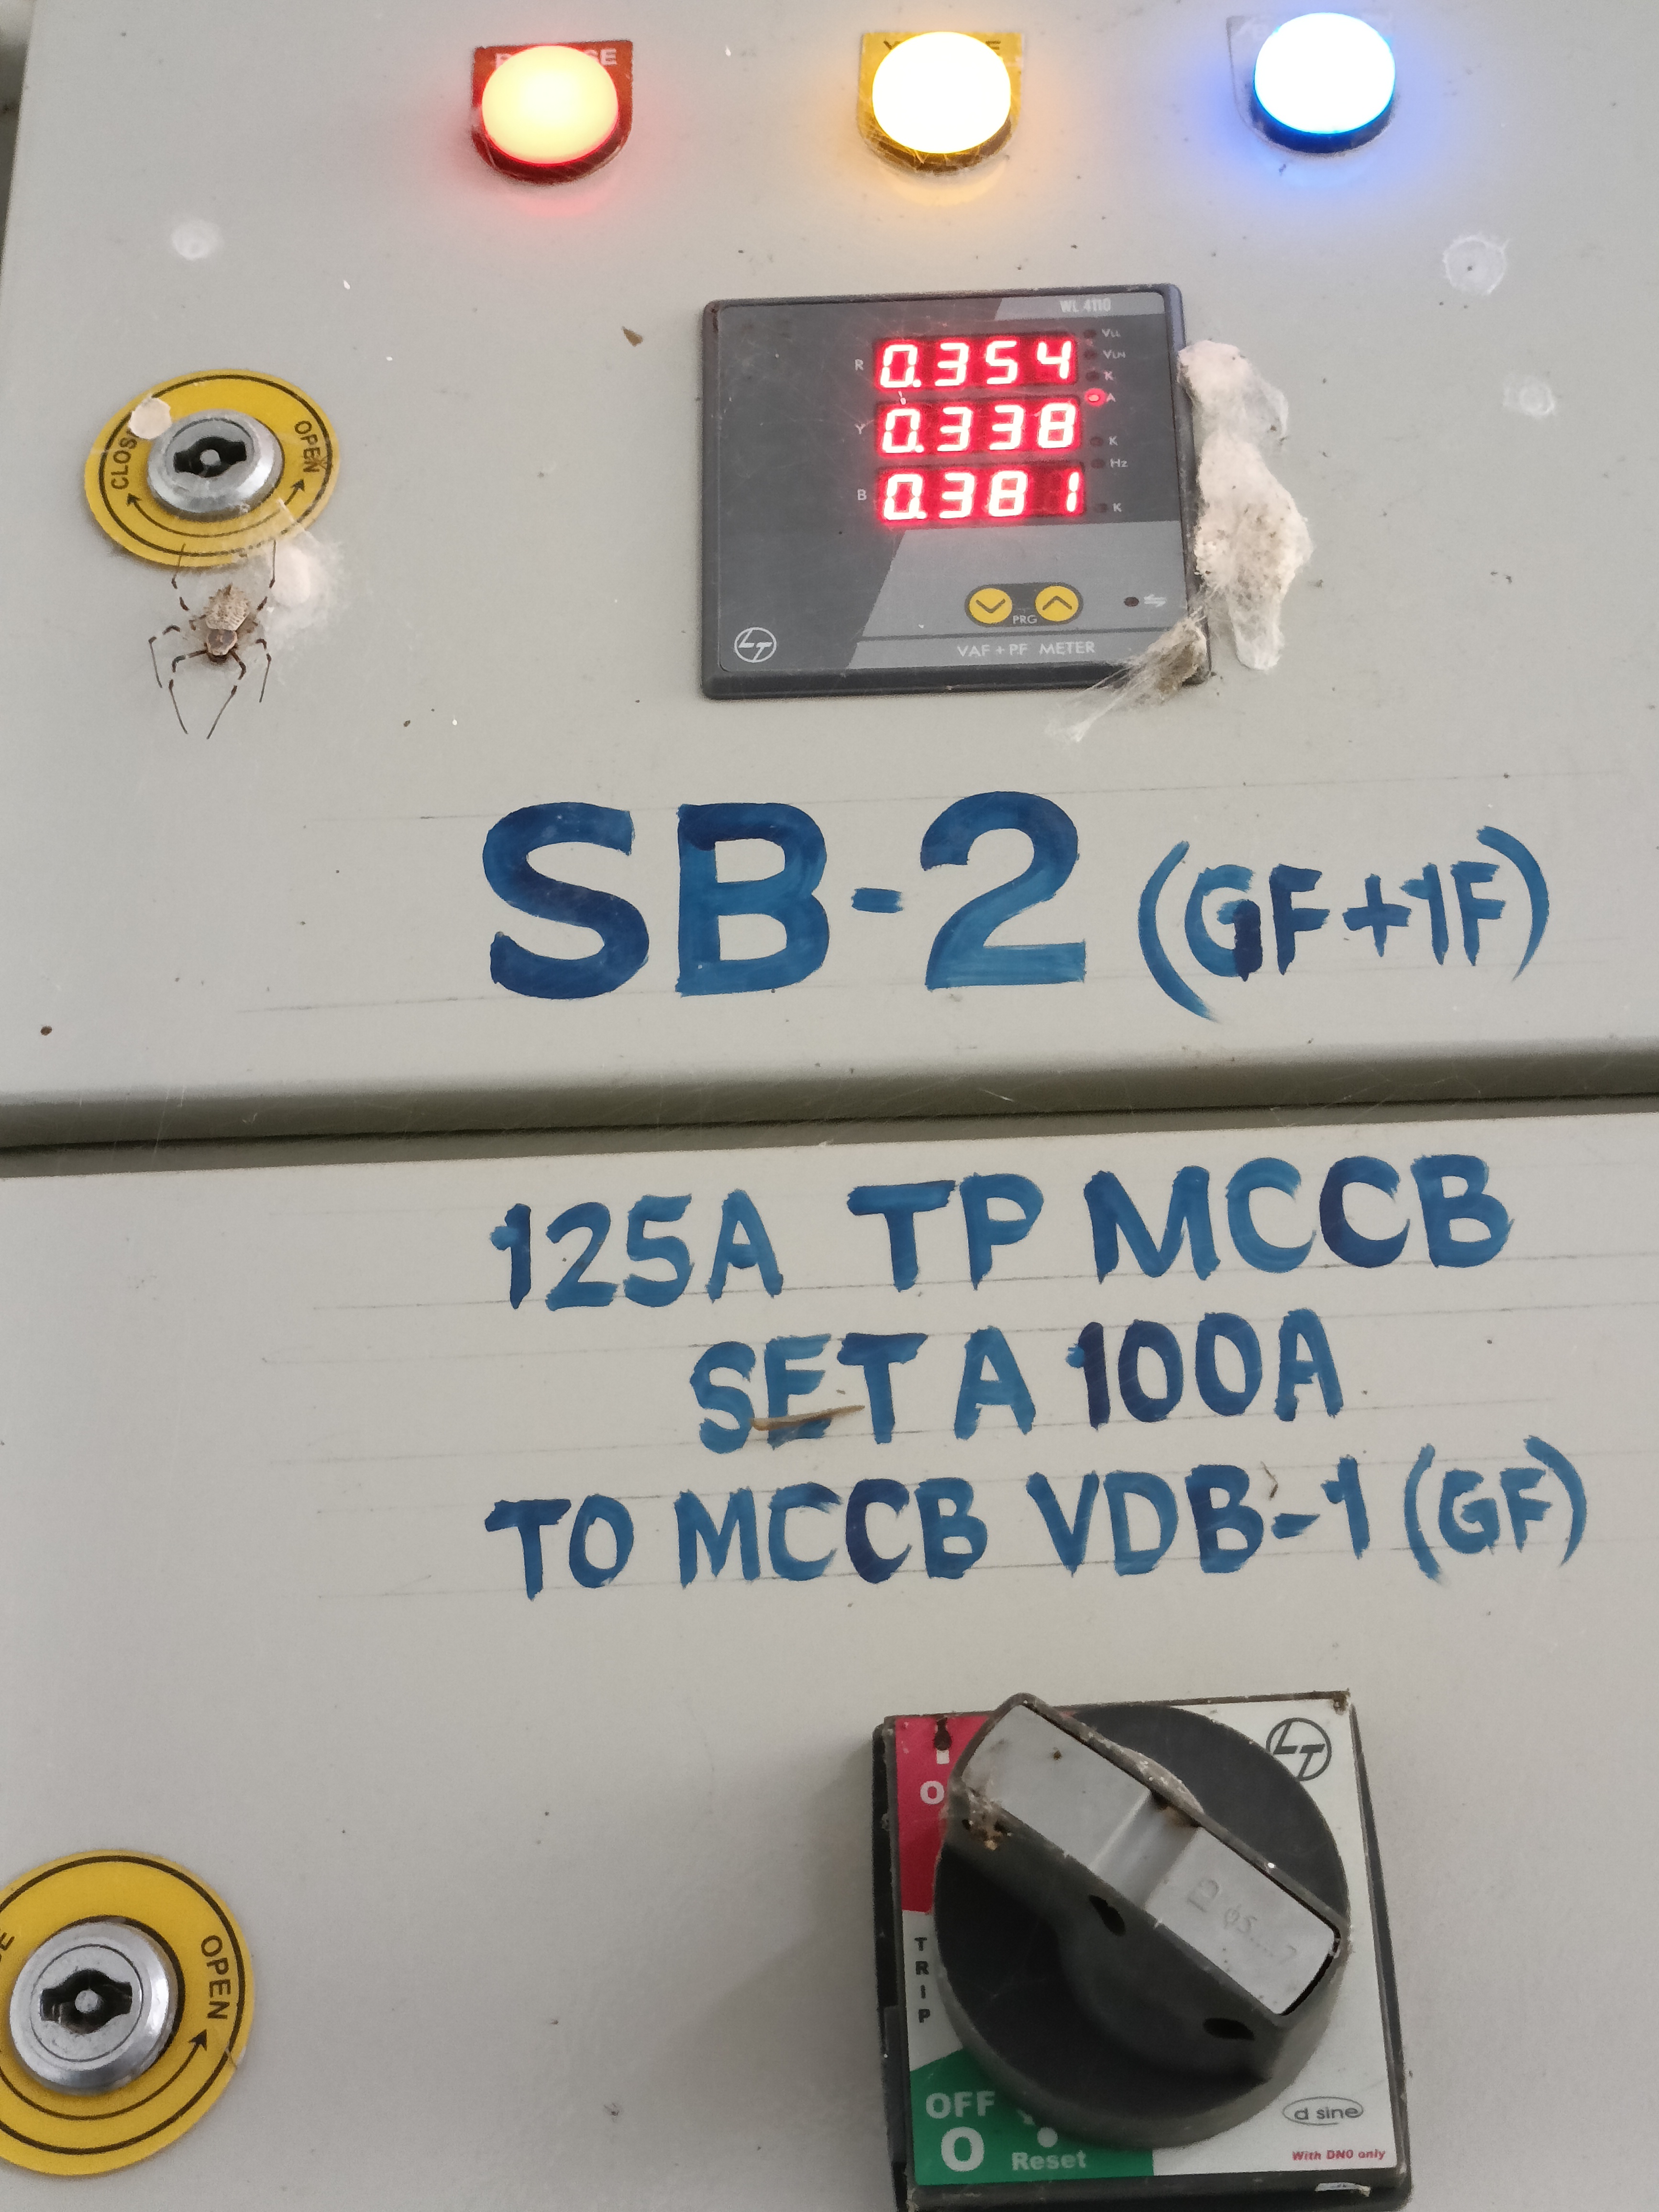 WL 4110
VLL
VLN
K
A
K
Hz
K
R 0.354
Y 0.338
B 0.381
PRG
LT
VAF + PF METER
OPEN
SB-2 (GF+1F)
125A TP MCCB
SET A 100A
TO MCCB VDB-1 (GF)
OPEN
LT
I
TRIP
OFF
O
Reset
d sine
With DNO only